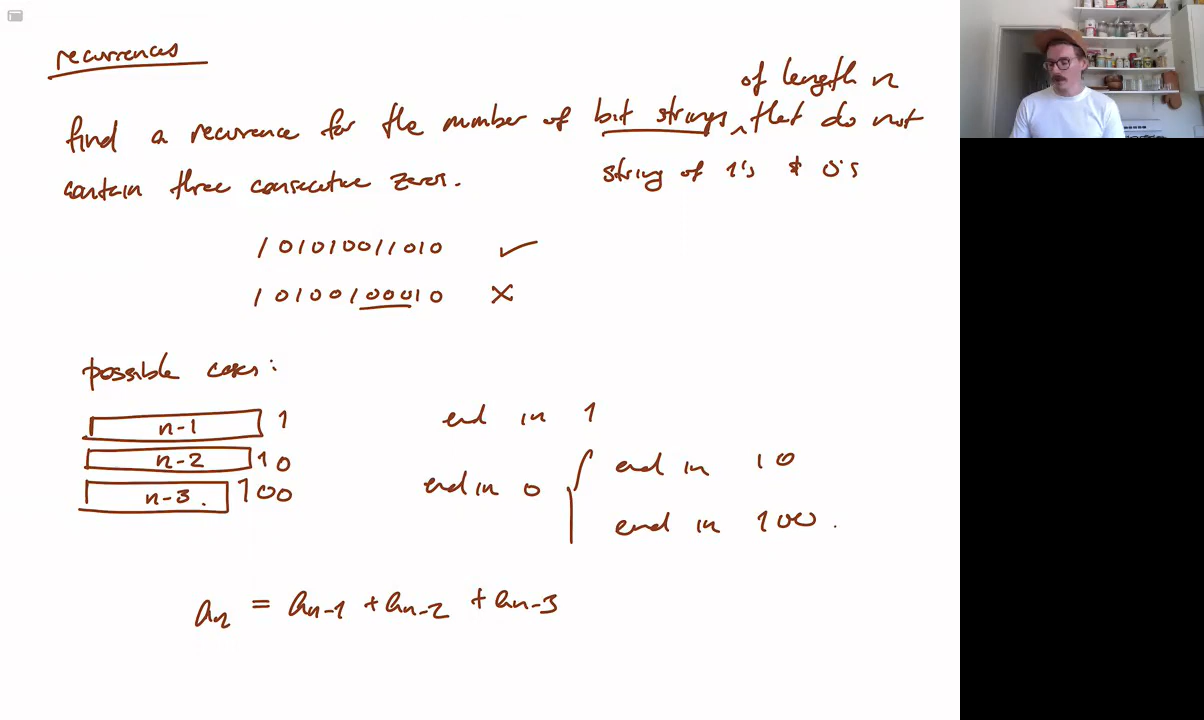 recurrences
of length n
find a recurrence for the number of bit strings ^ that do not
contain three consecutive zeros.
string of 1's & 0's
101010011010 ✓
10100100010 ✗
possible cases:
n-1 1 end in 1
n-2 10 end in 10
end in 0
n-3 . 100 end in 100 .
an = an-1 + an-2 + an-3